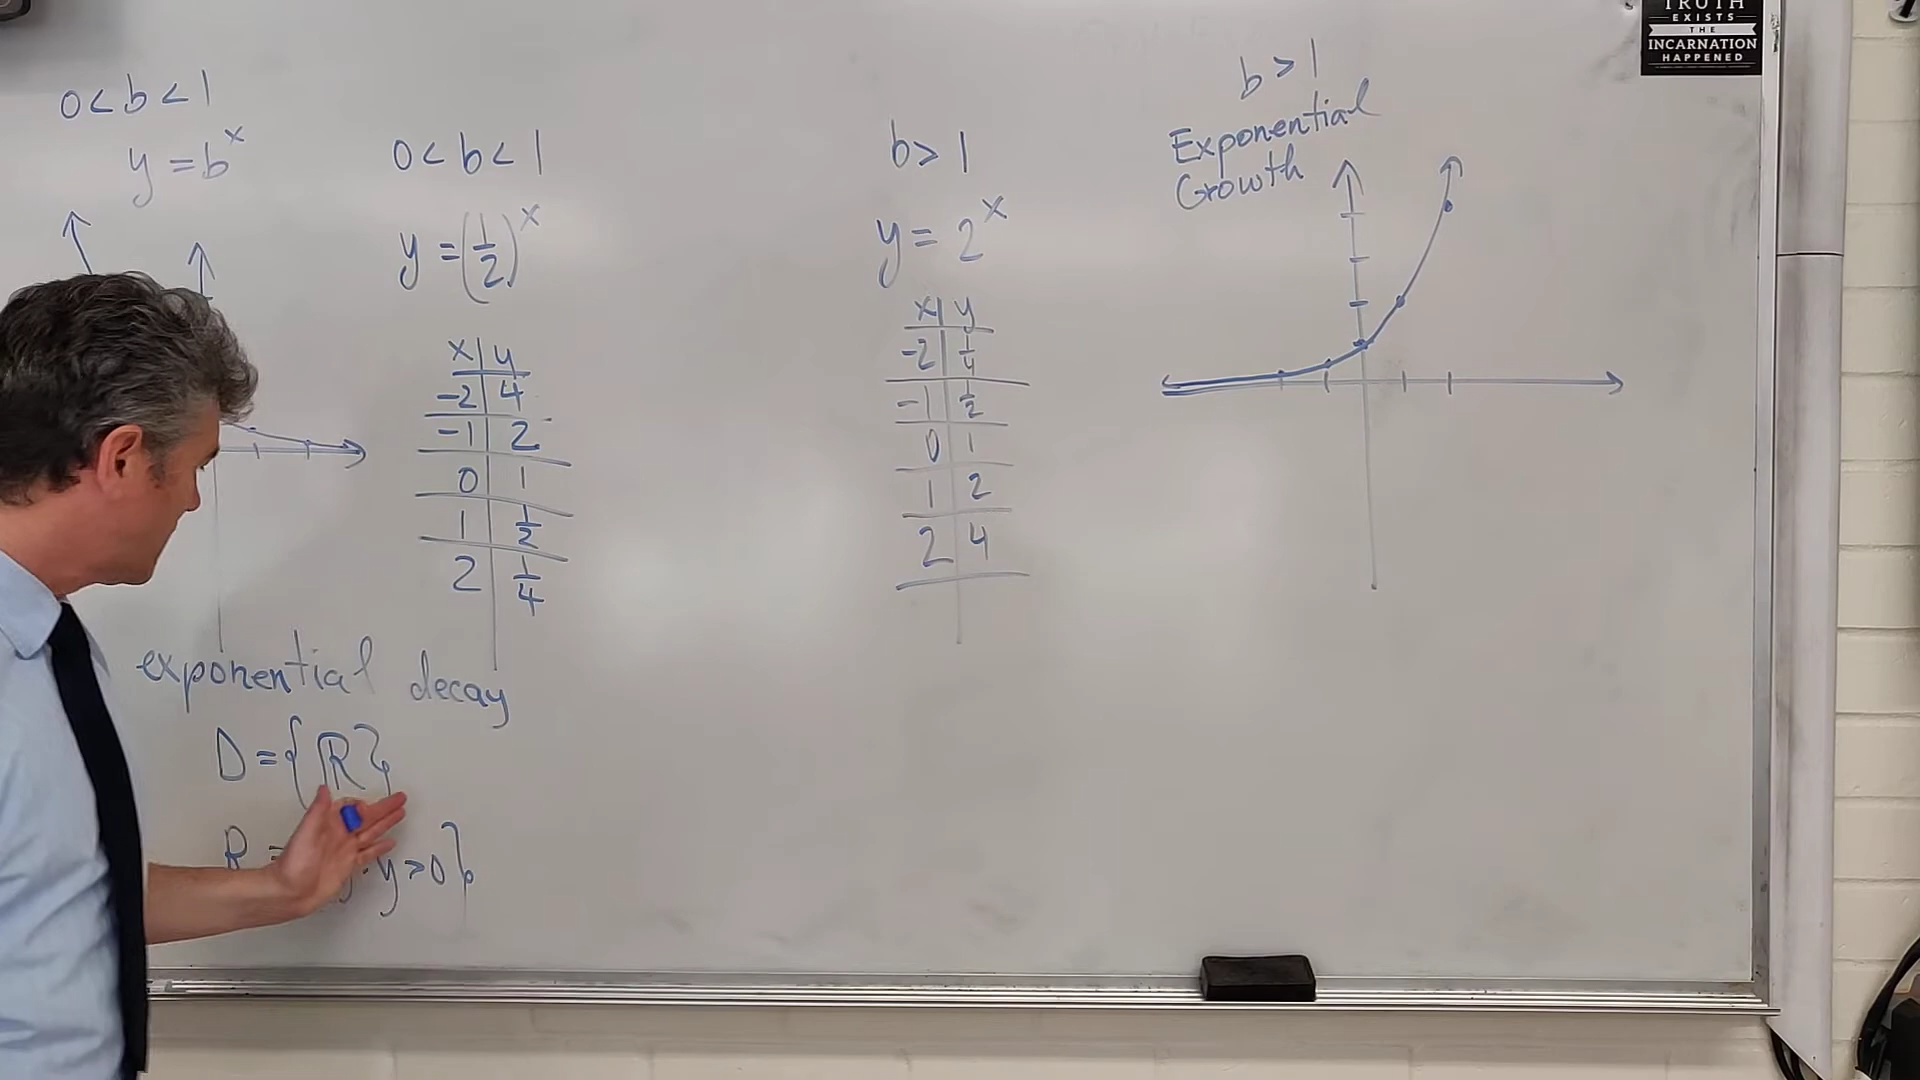 0 < b < 1
y = b^x
0 < b < 1
y = (1/2)^x
x | y
-2 | 4
-1 | 2
0 | 1
1 | 1/2
2 | 1/4
exponential decay
D = {ℝ}
R =
y > 0}
b > 1
y = 2^x
x | y
-2 | 1/4
-1 | 1/2
0 | 1
1 | 2
2 | 4
b > 1
Exponential
Growth
TRUTH
EXISTS
THE
INCARNATION
HAPPENED